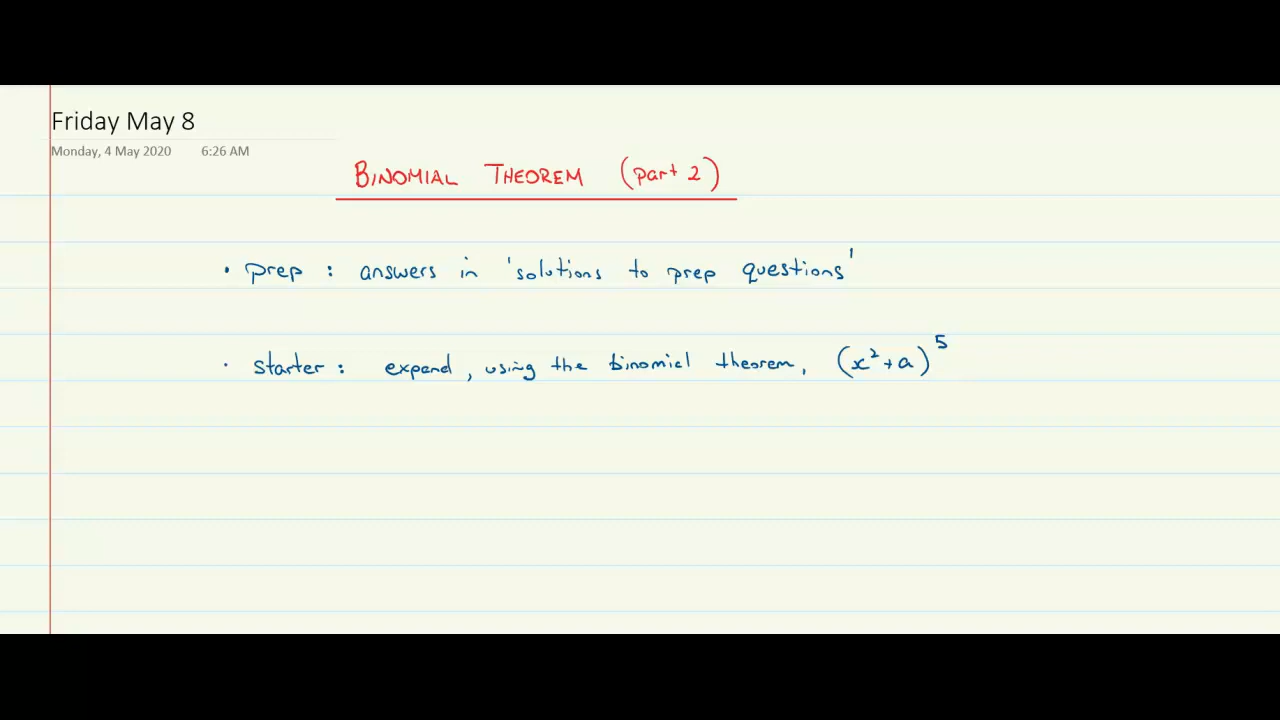 Friday May 8
Monday, 4 May 2020 6:26 AM
BINOMIAL THEOREM (part 2)
• prep : answers in 'solutions to prep questions'
• starter : expand, using the binomial theorem, (x²+a)⁵